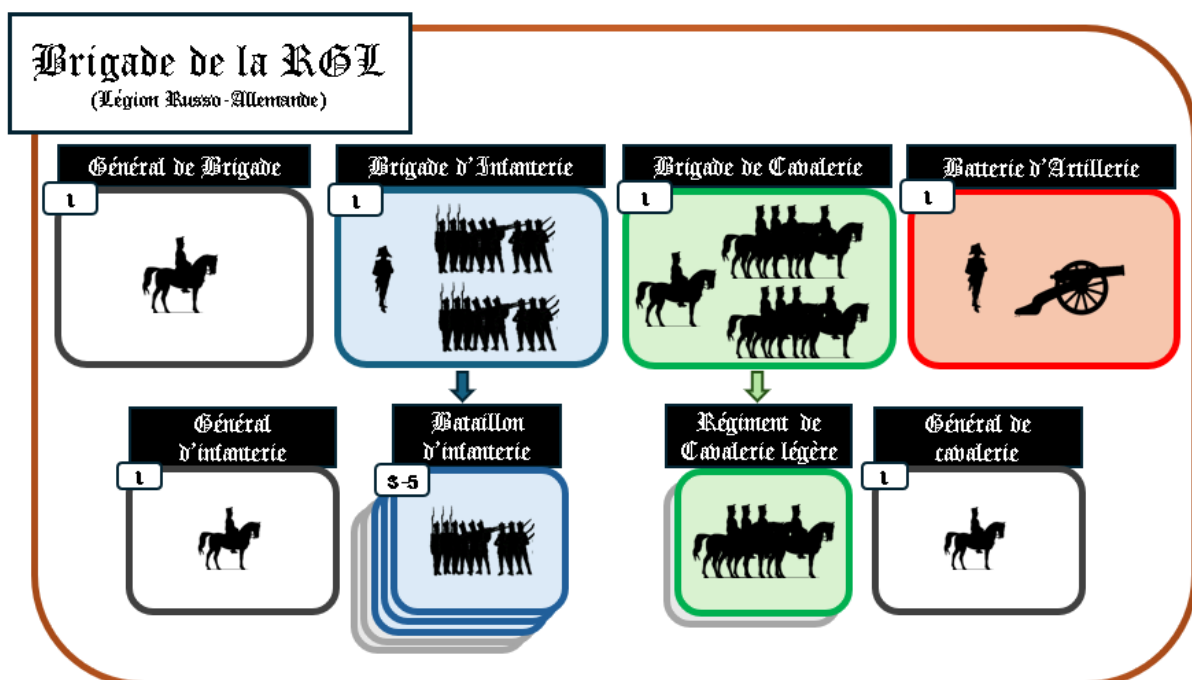 Brigade de la RGL
(Légion Russo-Allemande)
Général de Brigade
Brigade d'Infanterie
Brigade de Cavalerie
Batterie d'Artillerie
1
1
1
1
Général
d'infanterie
Bataillon
d'infanterie
Régiment de
Cavalerie légère
Général de
cavalerie
1
3-5
1